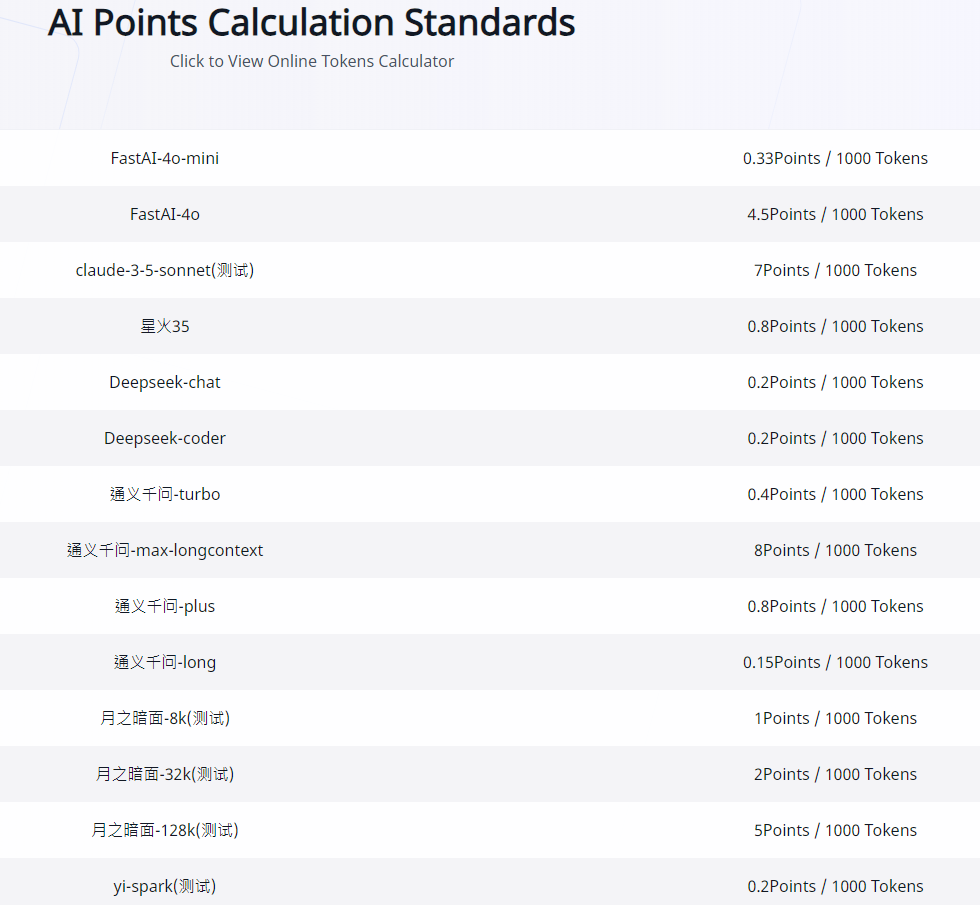 AI Points Calculation Standards
Click to View Online Tokens Calculator
FastAI-4o-mini 0.33Points / 1000 Tokens
FastAI-4o 4.5Points / 1000 Tokens
claude-3-5-sonnet(测试) 7Points / 1000 Tokens
星火35 0.8Points / 1000 Tokens
Deepseek-chat 0.2Points / 1000 Tokens
Deepseek-coder 0.2Points / 1000 Tokens
通义千问-turbo 0.4Points / 1000 Tokens
通义千问-max-longcontext 8Points / 1000 Tokens
通义千问-plus 0.8Points / 1000 Tokens
通义千问-long 0.15Points / 1000 Tokens
月之暗面-8k(测试) 1Points / 1000 Tokens
月之暗面-32k(测试) 2Points / 1000 Tokens
月之暗面-128k(测试) 5Points / 1000 Tokens
yi-spark(测试) 0.2Points / 1000 Tokens